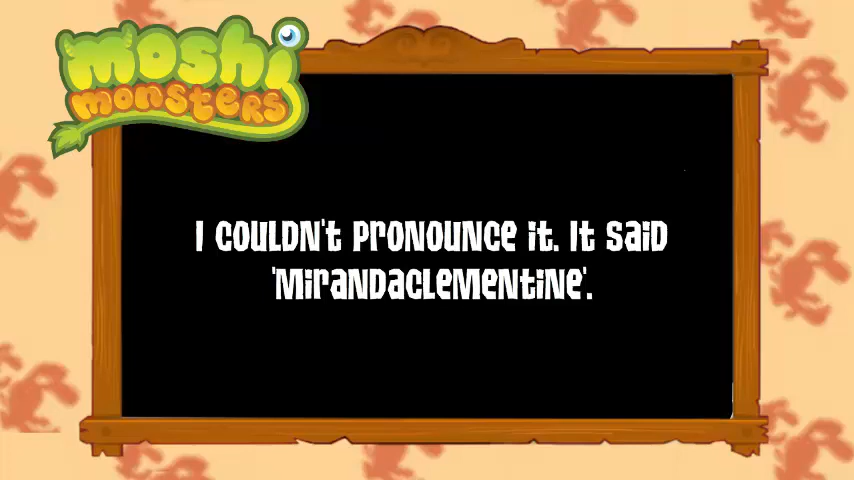 moshi
monsters
I couldn't pronounce it. It said
'Mirandaclementine'.